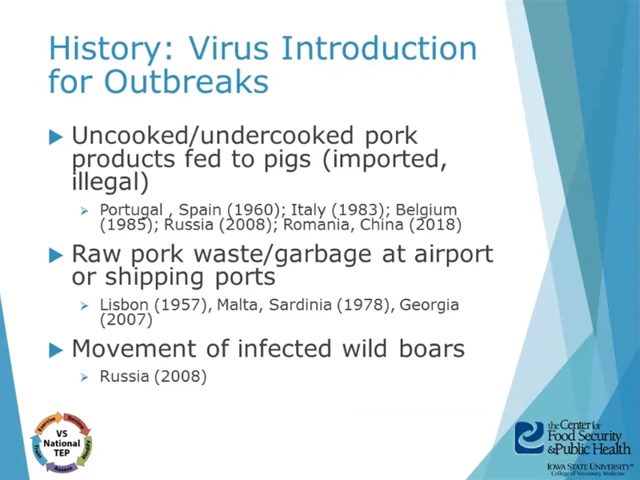 History: Virus Introduction
for Outbreaks
Uncooked/undercooked pork
products fed to pigs (imported,
illegal)
Portugal , Spain (1960); Italy (1983); Belgium
(1985); Russia (2008); Romania, China (2018)
Raw pork waste/garbage at airport
or shipping ports
Lisbon (1957), Malta, Sardinia (1978), Georgia
(2007)
Movement of infected wild boars
Russia (2008)
VS
National
TEP
Exercise
the Center for
Food Security
&Public Health
IOWA STATE UNIVERSITY®
College of Veterinary Medicine